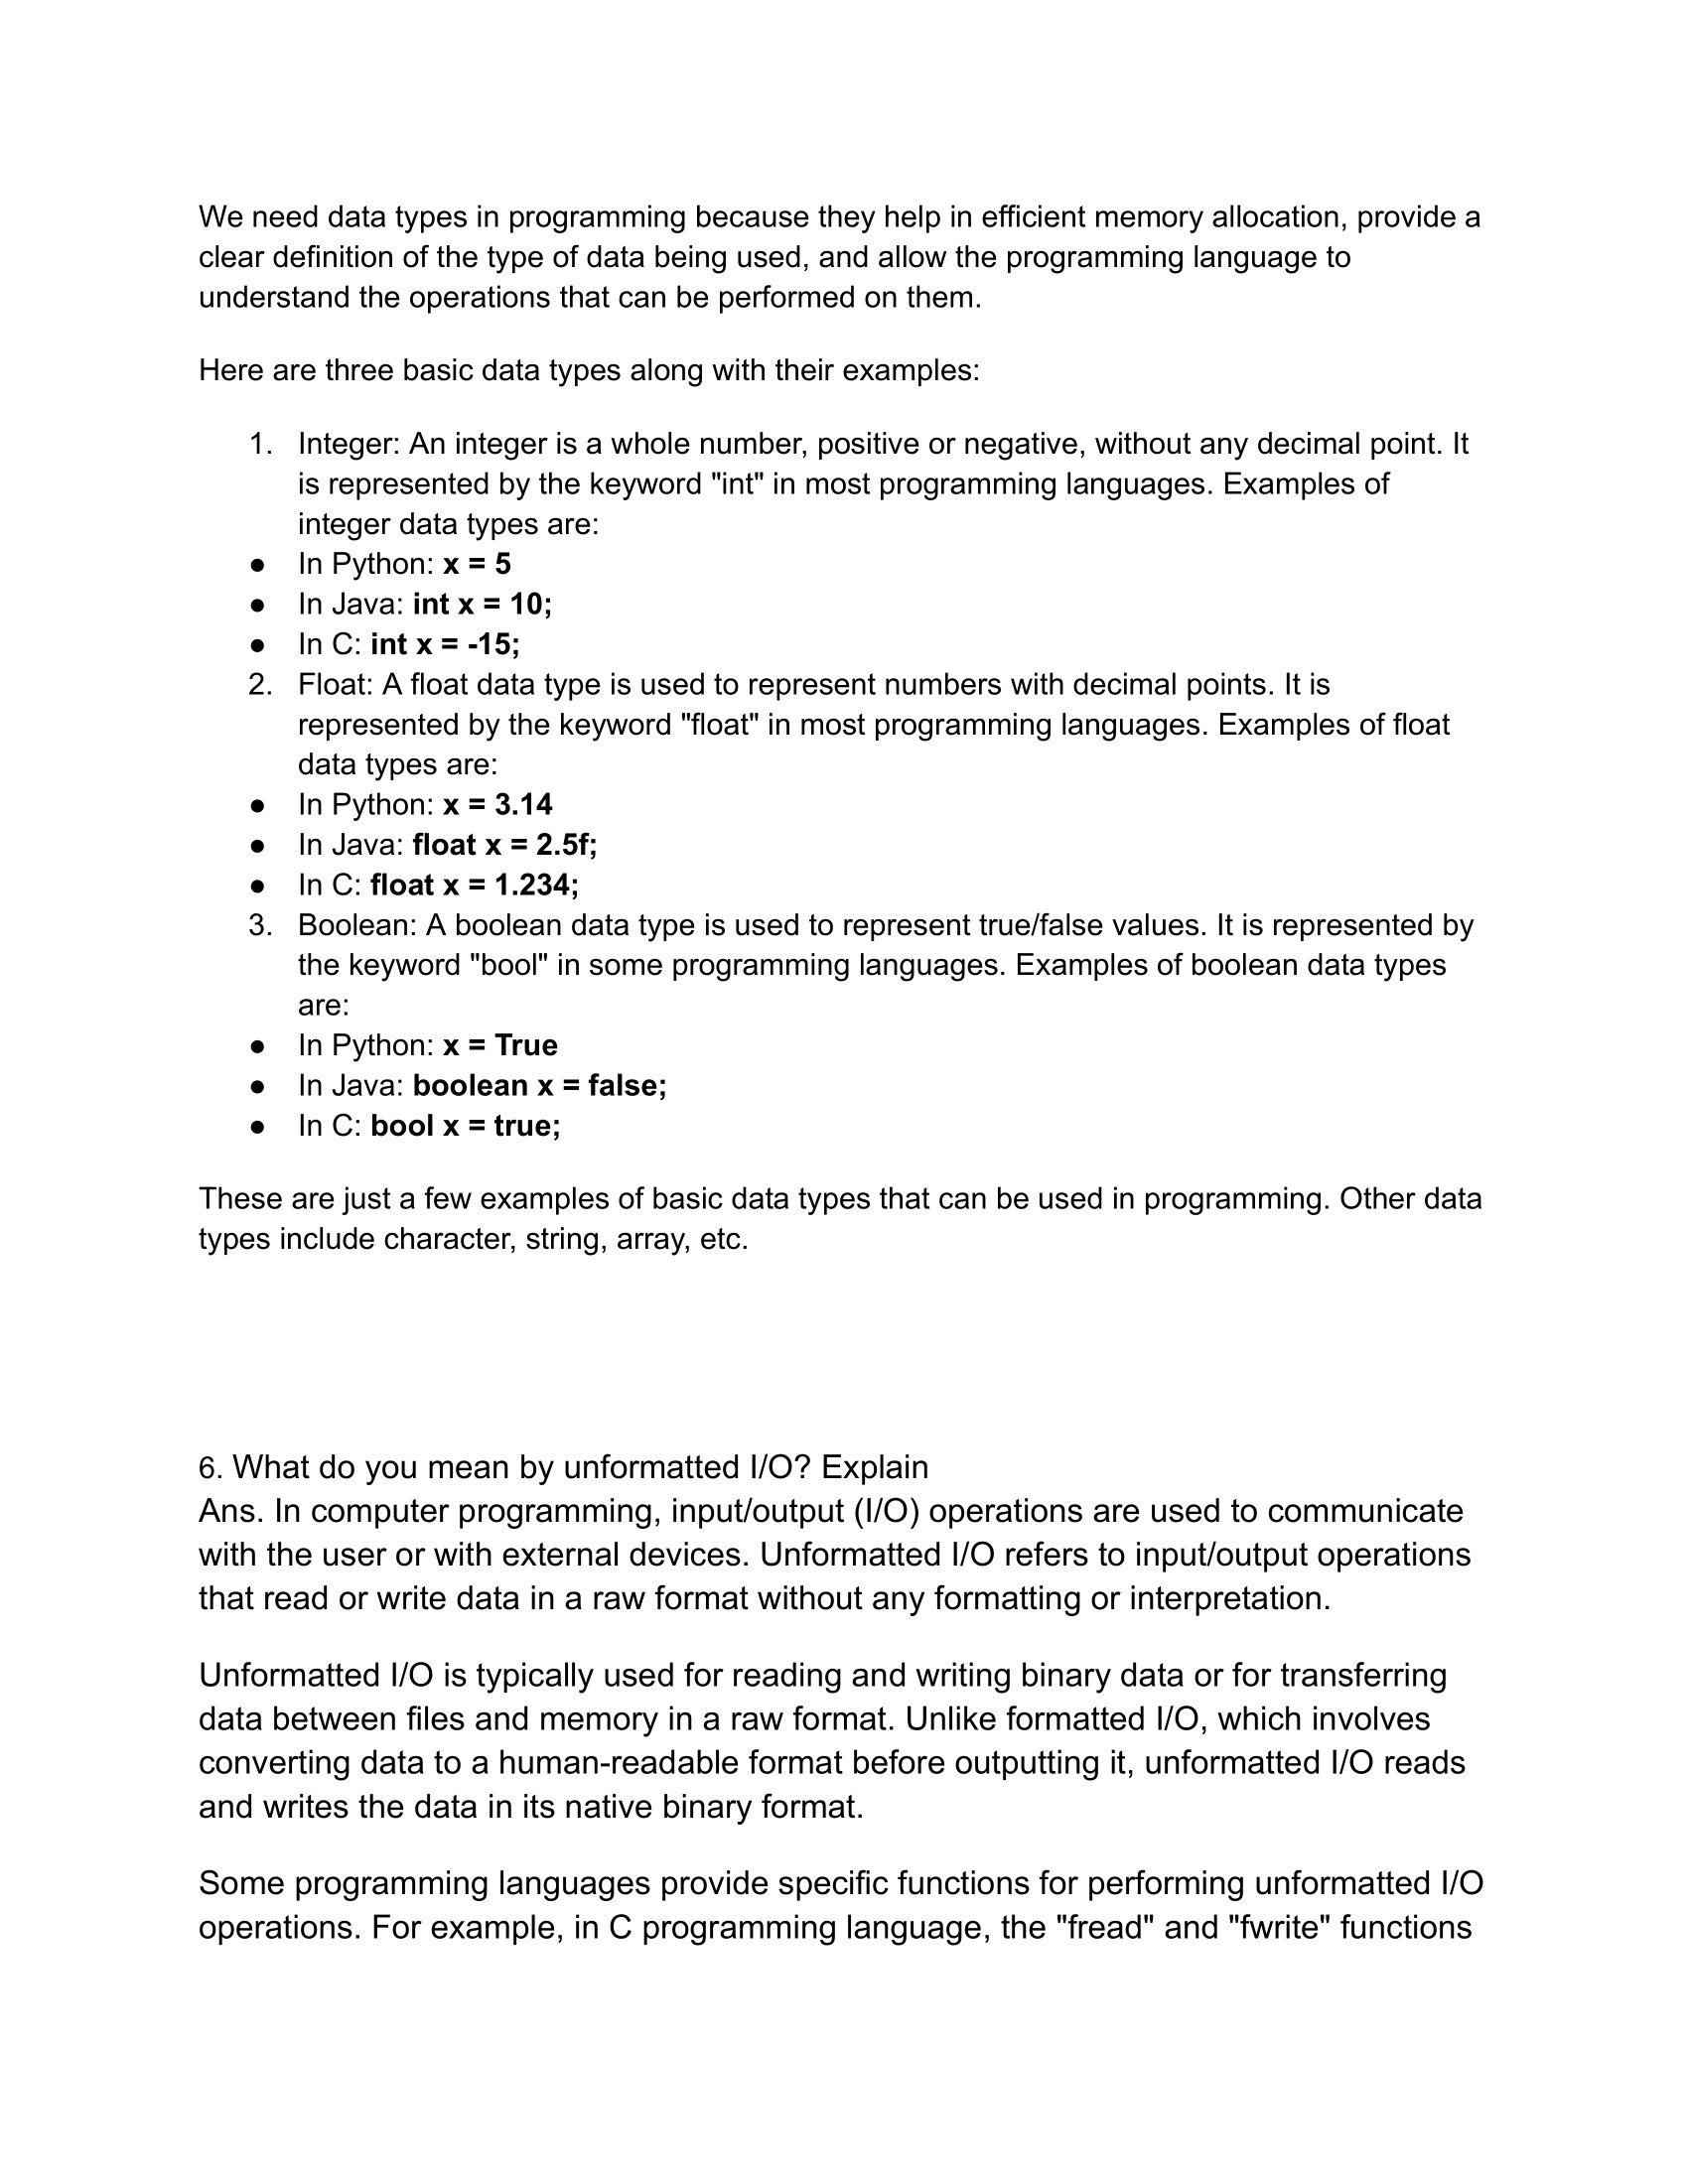 We need data types in programming because they help in efficient memory allocation, provide a
clear definition of the type of data being used, and allow the programming language to
understand the operations that can be performed on them.
Here are three basic data types along with their examples:
1. Integer: An integer is a whole number, positive or negative, without any decimal point. It
is represented by the keyword "int" in most programming languages. Examples of
integer data types are:
● In Python: x = 5
● In Java: int x = 10;
● In C: int x = -15;
2. Float: A float data type is used to represent numbers with decimal points. It is
represented by the keyword "float" in most programming languages. Examples of float
data types are:
● In Python: x = 3.14
● In Java: float x = 2.5f;
● In C: float x = 1.234;
3. Boolean: A boolean data type is used to represent true/false values. It is represented by
the keyword "bool" in some programming languages. Examples of boolean data types
are:
● In Python: x = True
● In Java: boolean x = false;
● In C: bool x = true;
These are just a few examples of basic data types that can be used in programming. Other data
types include character, string, array, etc.
6. What do you mean by unformatted I/O? Explain
Ans. In computer programming, input/output (I/O) operations are used to communicate
with the user or with external devices. Unformatted I/O refers to input/output operations
that read or write data in a raw format without any formatting or interpretation.
Unformatted I/O is typically used for reading and writing binary data or for transferring
data between files and memory in a raw format. Unlike formatted I/O, which involves
converting data to a human-readable format before outputting it, unformatted I/O reads
and writes the data in its native binary format.
Some programming languages provide specific functions for performing unformatted I/O
operations. For example, in C programming language, the "fread" and "fwrite" functions